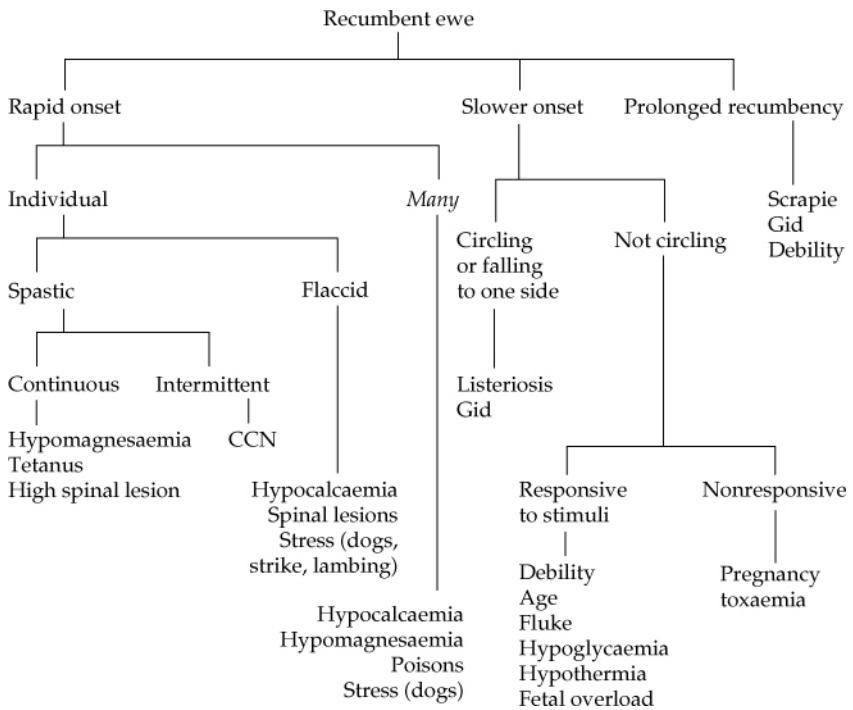 Recumbent ewe
Rapid onset
Slower onset
Prolonged recumbency
Individual
Many
Scrapie
Gid
Debility
Circling
or falling
to one side
Not circling
Spastic
Flaccid
Continuous
Intermittent
Listeriosis
Gid
Hypomagnesaemia
Tetanus
High spinal lesion
CCN
Hypocalcaemia
Spinal lesions
Stress (dogs,
strike, lambing)
Responsive
to stimuli
Nonresponsive
Debility
Age
Fluke
Hypoglycaemia
Hypothermia
Fetal overload
Pregnancy
toxaemia
Hypocalcaemia
Hypomagnesaemia
Poisons
Stress (dogs)